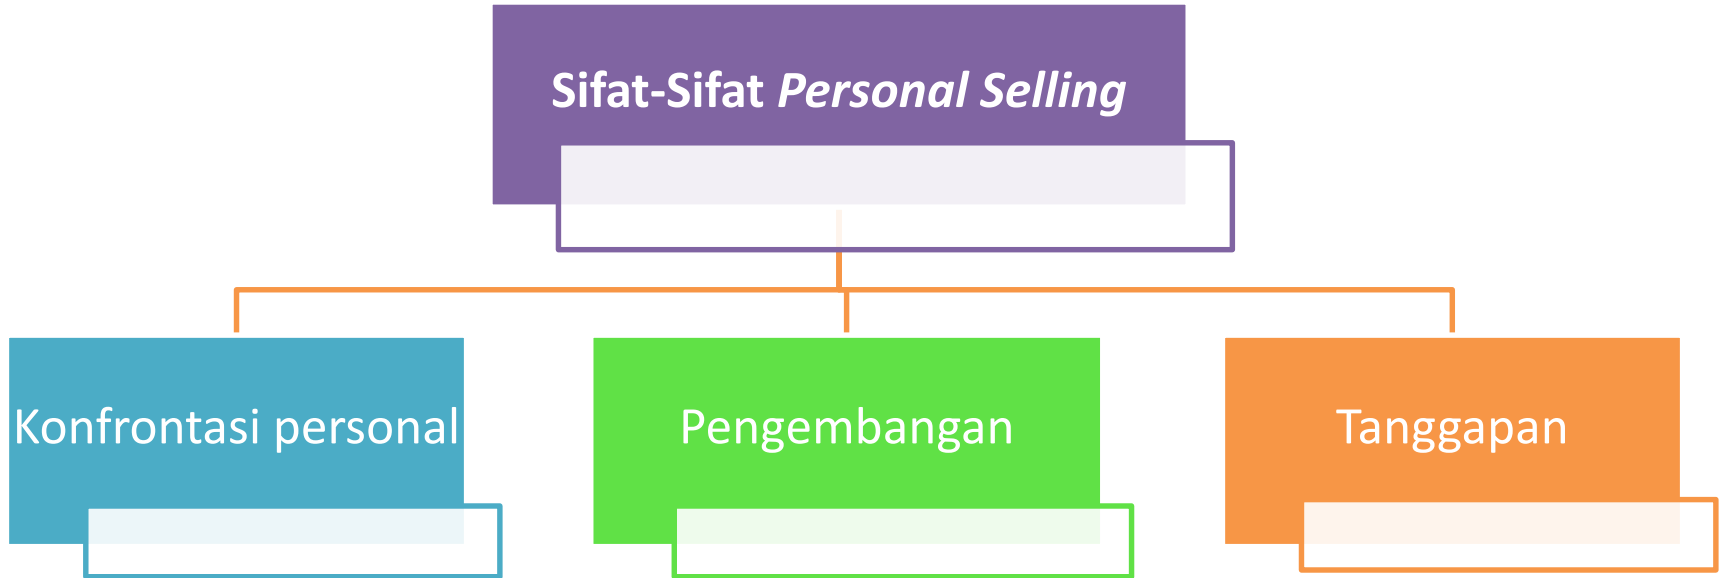 Sifat-Sifat Personal Selling
Konfrontasi personal
Pengembangan
Tanggapan